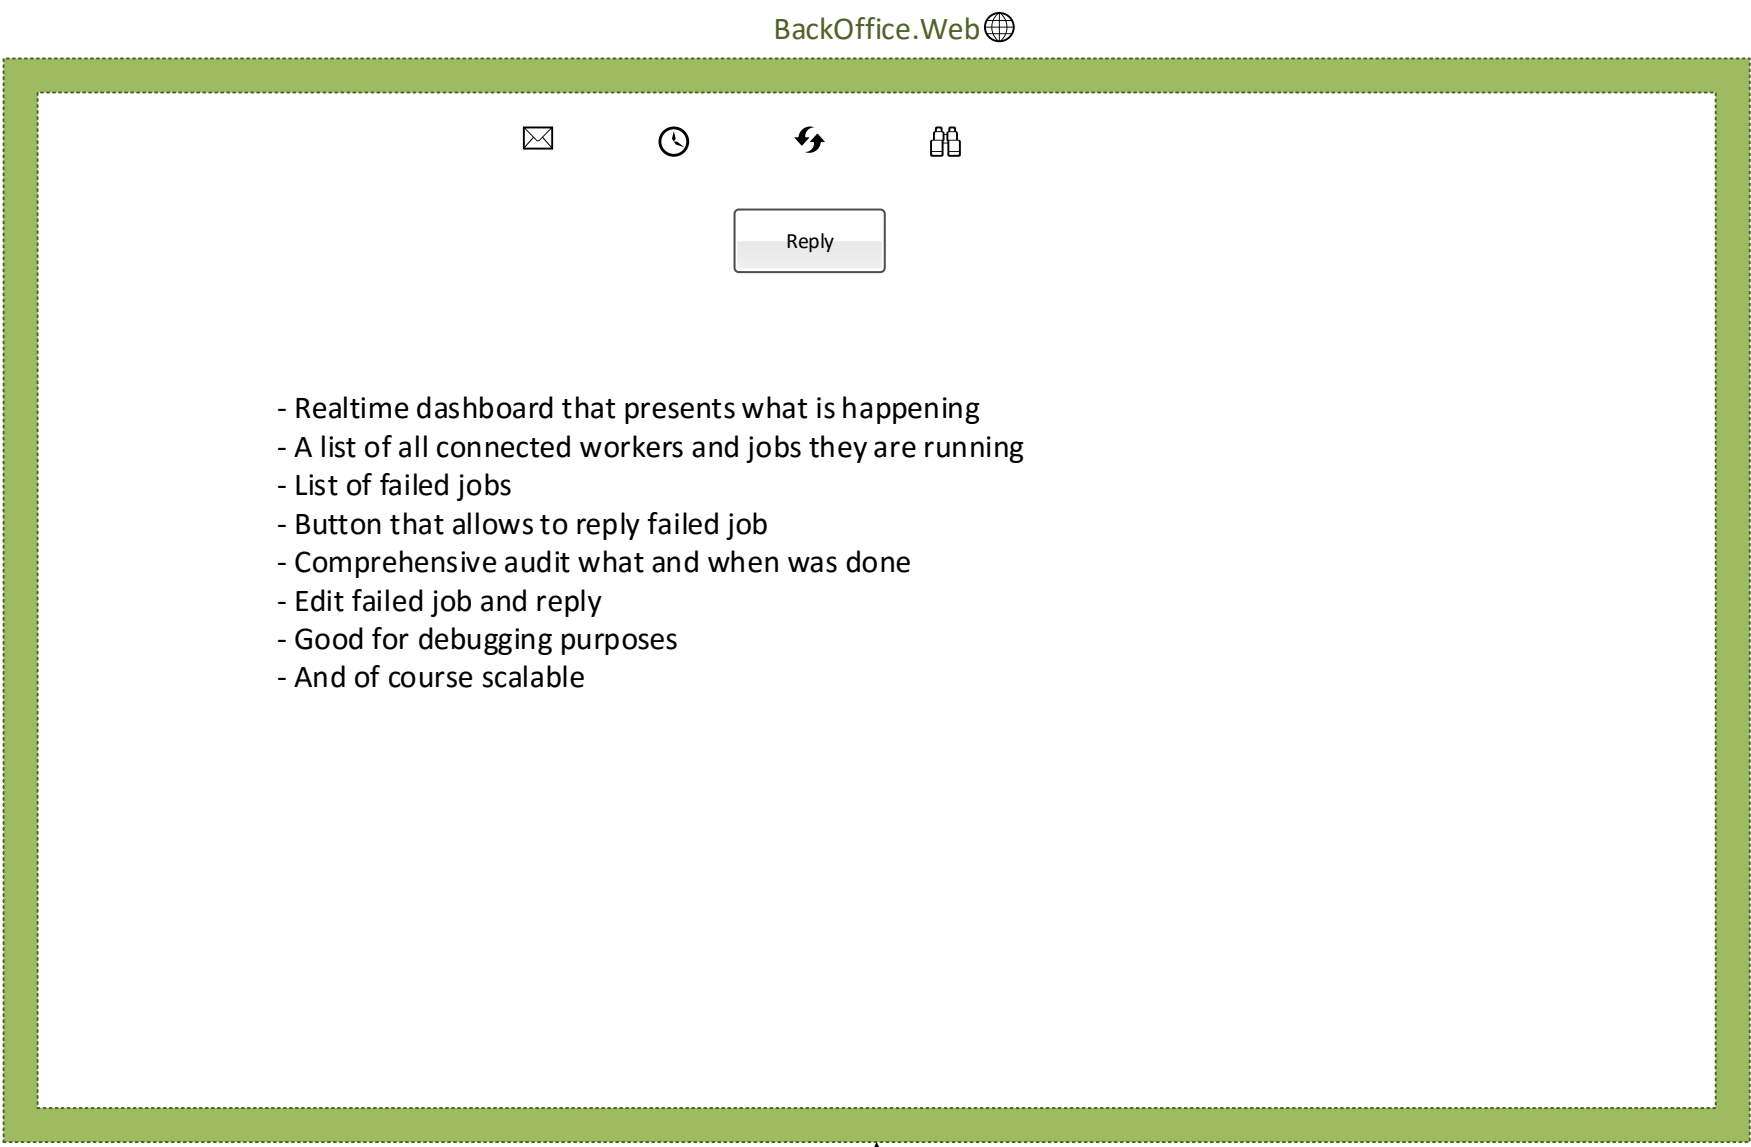 BackOffice.Web
Reply
- Realtime dashboard that presents what is happening
- A list of all connected workers and jobs they are running
- List of failed jobs
- Button that allows to reply failed job
- Comprehensive audit what and when was done
- Edit failed job and reply
- Good for debugging purposes
- And of course scalable